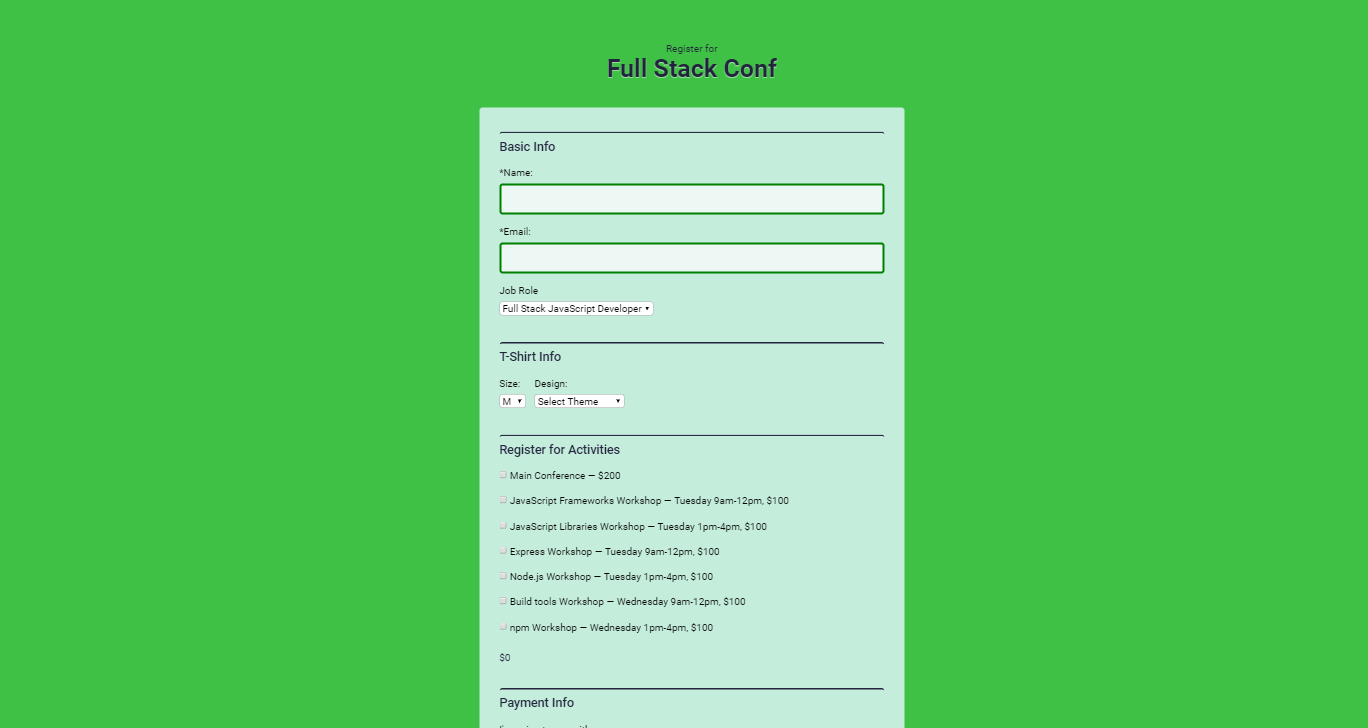 Register for
Full Stack Conf
Basic Info
*Name:
*Email:
Job Role
Full Stack JavaScript Developer
T-Shirt Info
Size: Design:
M Select Theme
Register for Activities
Main Conference — $200
JavaScript Frameworks Workshop — Tuesday 9am-12pm, $100
JavaScript Libraries Workshop — Tuesday 1pm-4pm, $100
Express Workshop — Tuesday 9am-12pm, $100
Node.js Workshop — Tuesday 1pm-4pm, $100
Build tools Workshop — Wednesday 9am-12pm, $100
npm Workshop — Wednesday 1pm-4pm, $100
$0
Payment Info